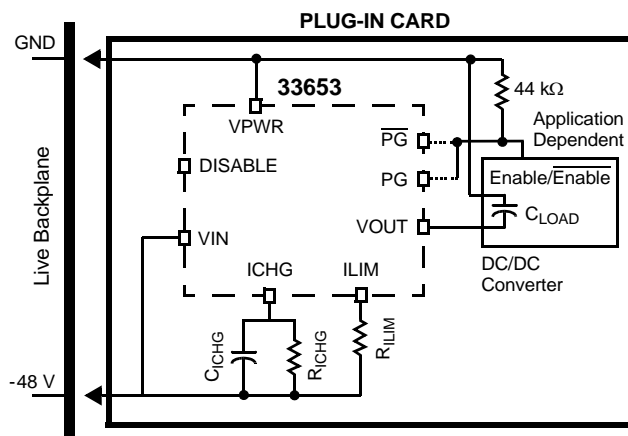 PLUG-IN CARD
GND
33653
44 kΩ
VPWR
Application
Dependent
PG
DISABLE
PG
Enable/Enable
CLOAD
VIN
VOUT
Live Backplane
DC/DC
Converter
ICHG
ILIM
CICHG
RICHG
RILIM
-48 V